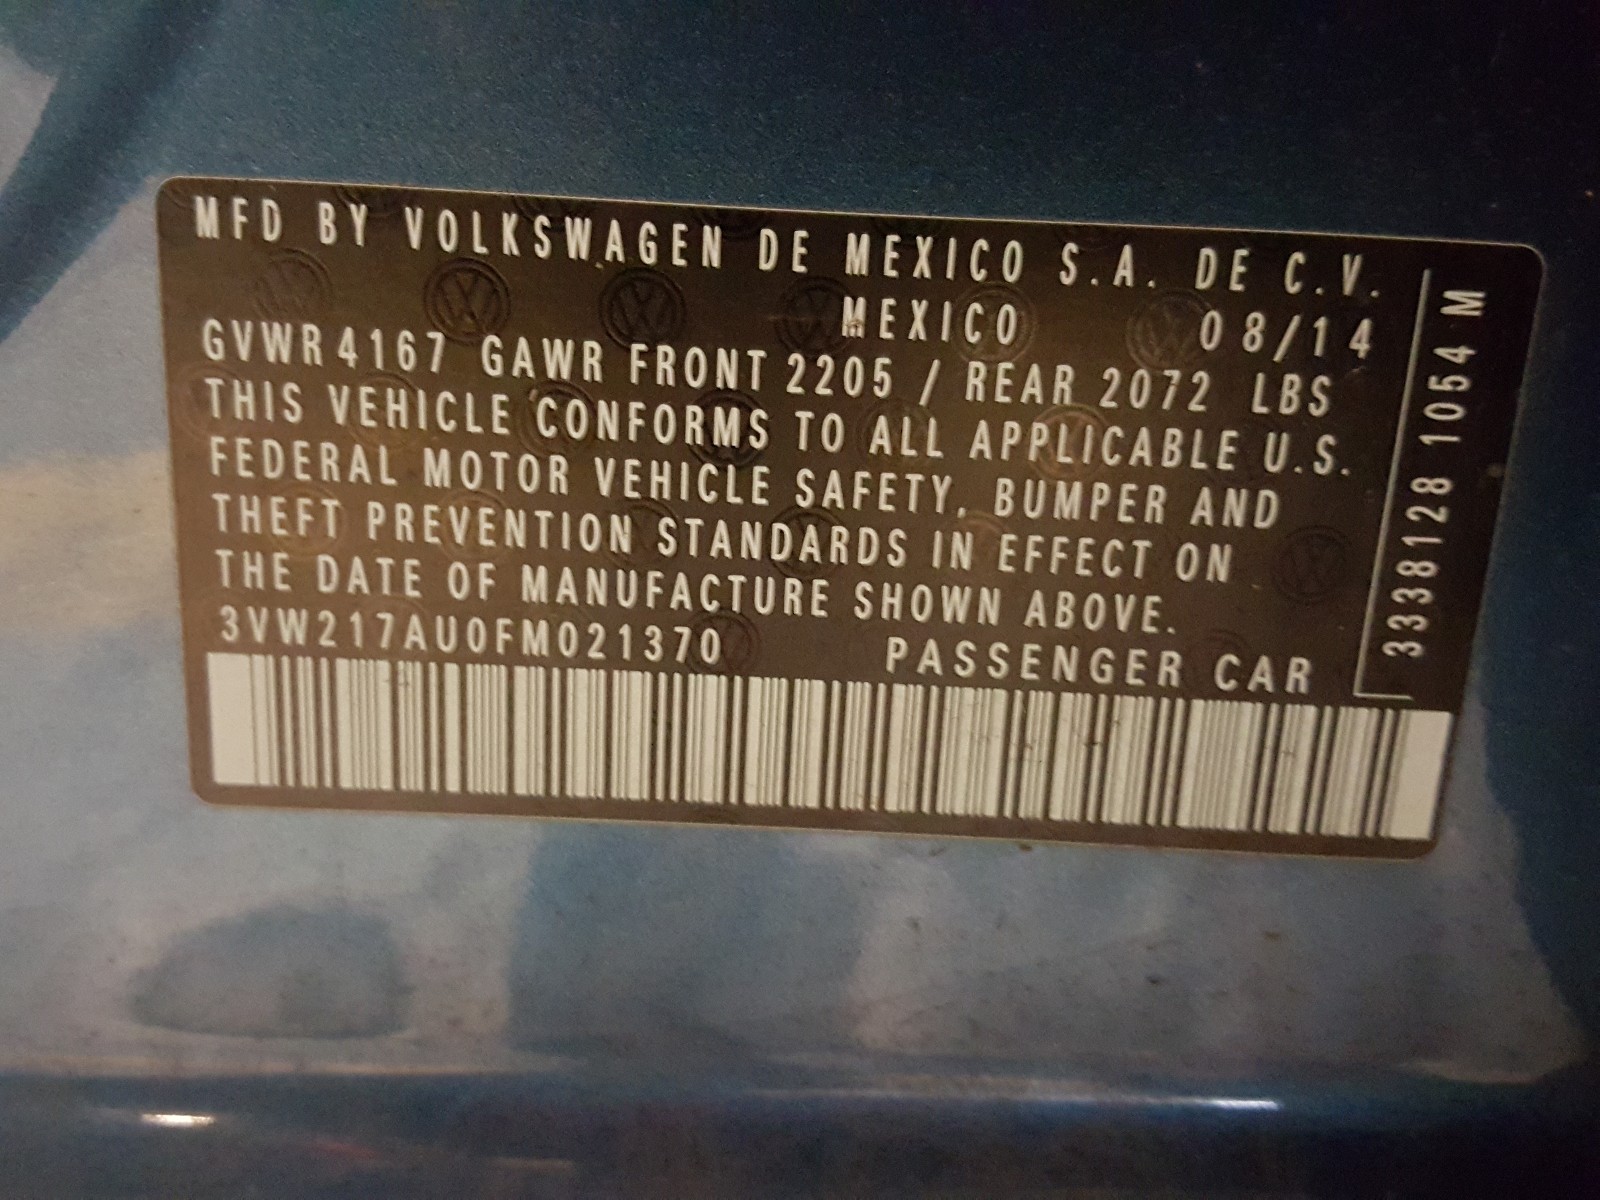 MFD BY VOLKSWAGEN DE MEXICO S.A. DE C.V.
MEXICO 08/14
GVWR 4167 GAWR FRONT 2205 / REAR 2072 LBS
THIS VEHICLE CONFORMS TO ALL APPLICABLE U.S.
FEDERAL MOTOR VEHICLE SAFETY, BUMPER AND
THEFT PREVENTION STANDARDS IN EFFECT ON
THE DATE OF MANUFACTURE SHOWN ABOVE.
3VW217AU0FM021370 PASSENGER CAR
3338128 1054 M